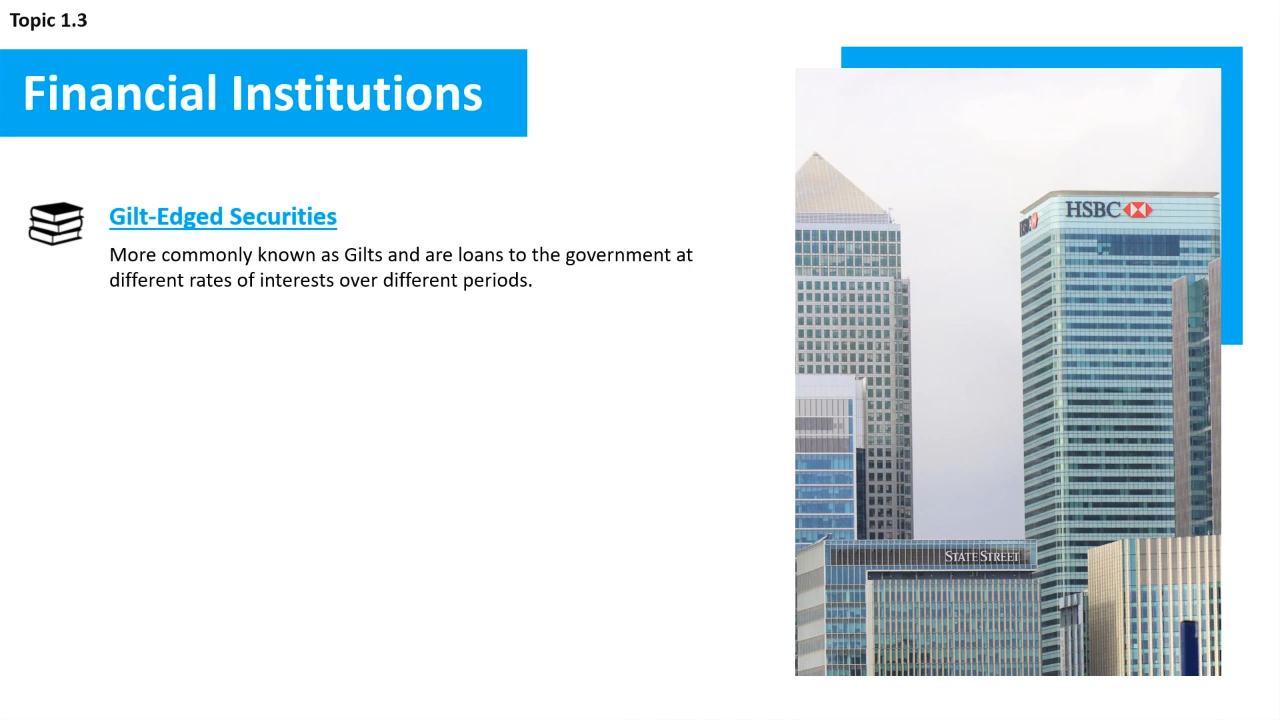 Topic 1.3
Financial Institutions
Gilt-Edged Securities
More commonly known as Gilts and are loans to the government at
different rates of interests over different periods.
HSBC
STATE STREET